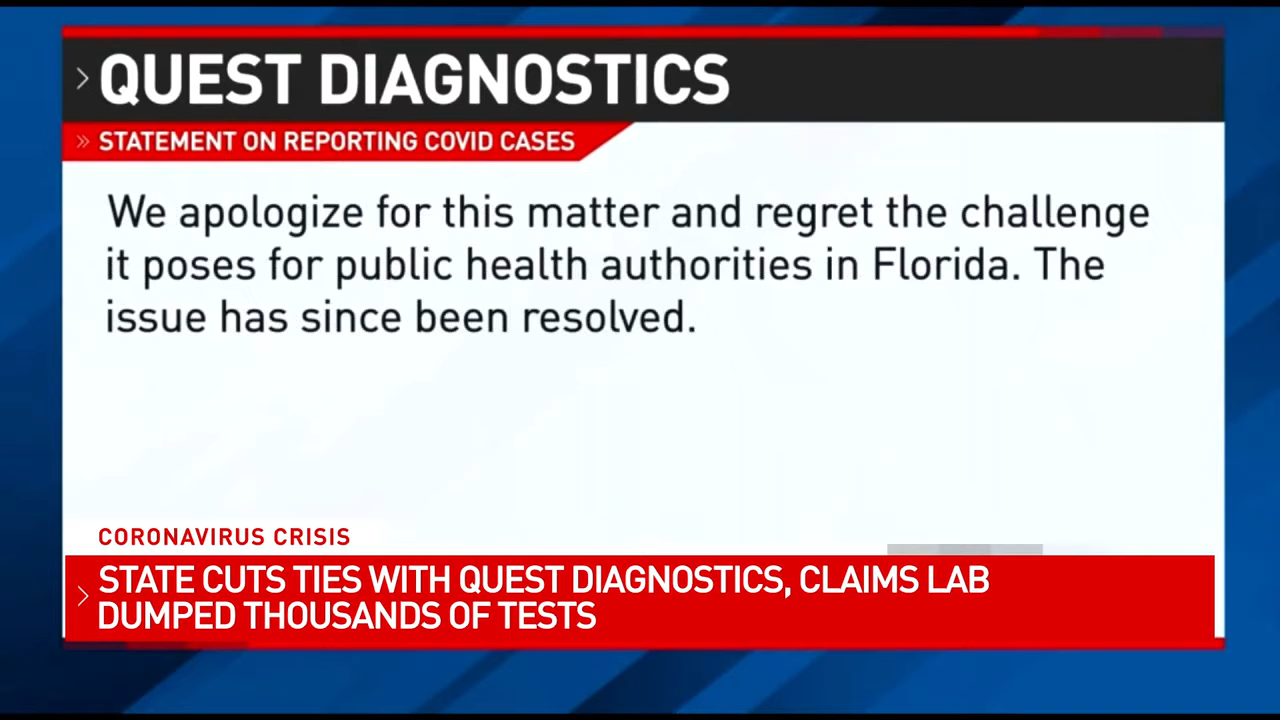 QUEST DIAGNOSTICS
STATEMENT ON REPORTING COVID CASES
We apologize for this matter and regret the challenge
it poses for public health authorities in Florida. The
issue has since been resolved.
CORONAVIRUS CRISIS
STATE CUTS TIES WITH QUEST DIAGNOSTICS, CLAIMS LAB
DUMPED THOUSANDS OF TESTS